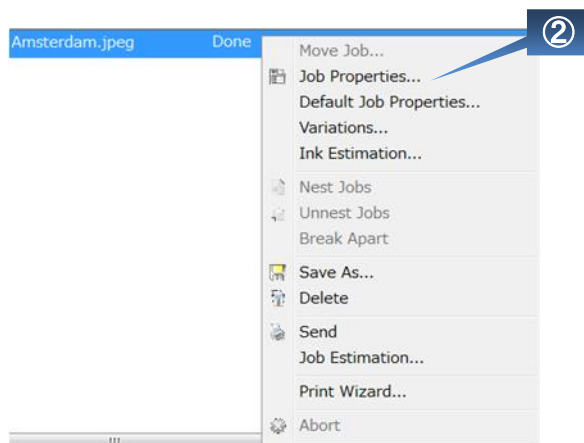 ②
Amsterdam.jpeg Done
Move Job...
Job Properties...
Default Job Properties...
Variations...
Ink Estimation...
Nest Jobs
Unnest Jobs
Break Apart
Save As...
Delete
Send
Job Estimation...
Print Wizard...
Abort